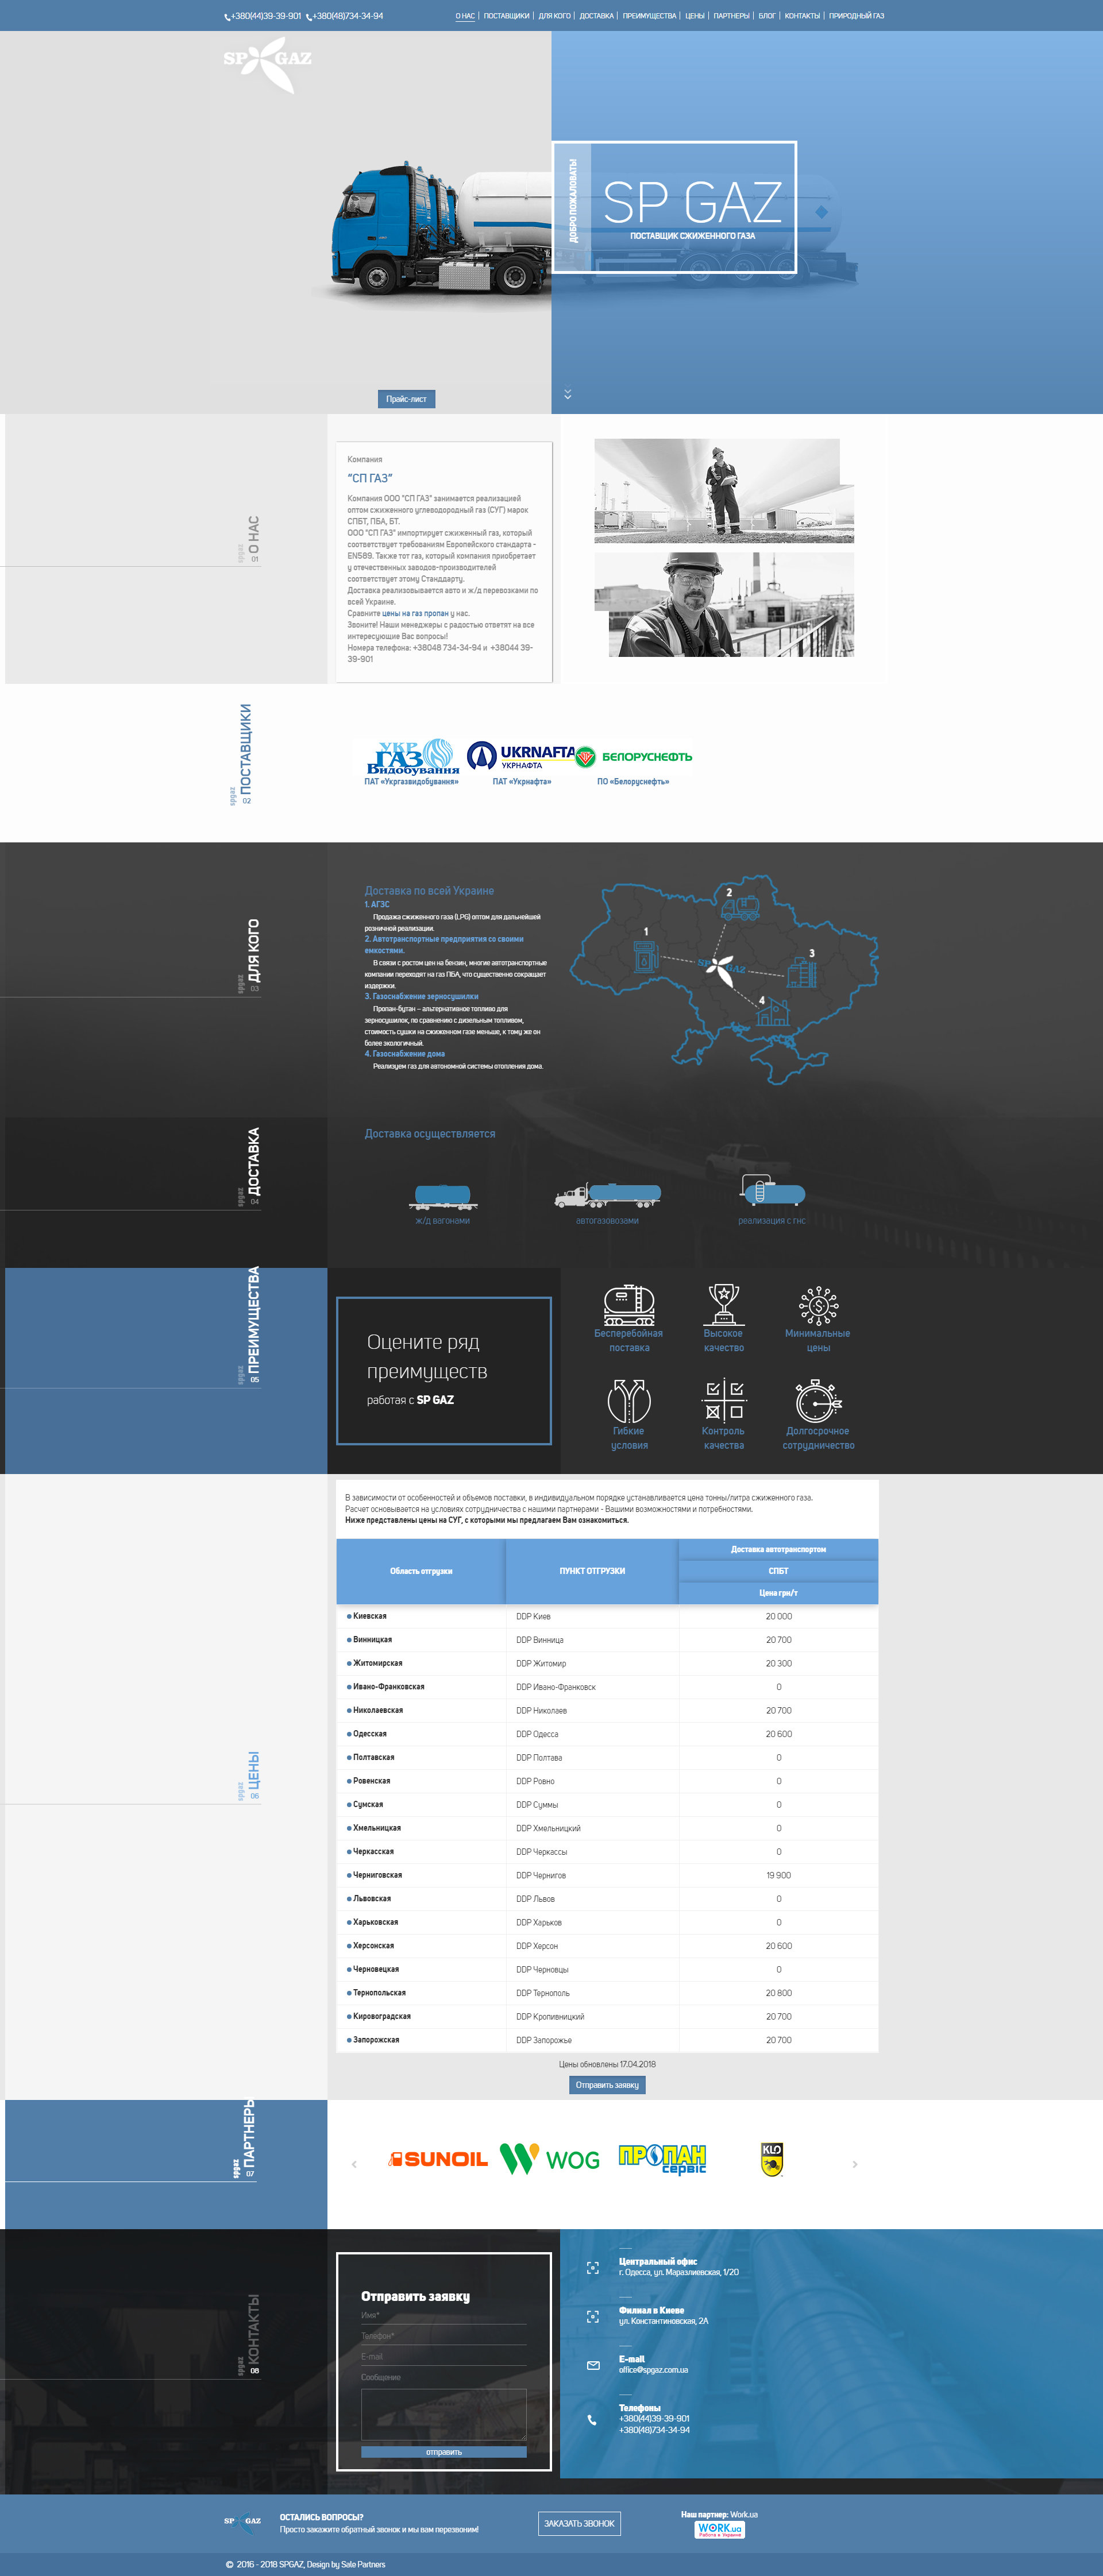 +380(44)39-39-901 +380(48)734-34-94
О НАС
ПОСТАВЩИКИ
ДЛЯ КОГО
ДОСТАВКА
ПРЕИМУЩЕСТВА
ЦЕНЫ
ПАРТНЕРЫ
БЛОГ
КОНТАКТЫ
ПРИРОДНЫЙ ГАЗ
SP GAZ
ДОБРО ПОЖАЛОВАТЬ
SP GAZ
ПОСТАВЩИК СЖИЖЕННОГО ГАЗА
Прайс-лист
spgaz
О НАС
01
Компания
“СП ГАЗ”
Компания ООО "СП ГАЗ" занимается реализацией
оптом сжиженного углеводородный газ (СУГ) марок
СПБТ, ПБА, БТ.
ООО "СП ГАЗ" импортирует сжиженный газ, который
соответствует требованиям Европейского стандарта -
EN589. Также тот газ, который компания приобретает
у отечественных заводов-производителей
соответствует этому Станддарту.
Доставка реализовывается авто и ж/д перевозками по
всей Украине.
Сравните цены на газ пропан у нас.
Звоните! Наши менеджеры с радостью ответят на все
интересующие Вас вопросы!
Номера телефона: +38048 734-34-94 и +38044 39-
39-901
spgaz
ПОСТАВЩИКИ
02
УКР
ГАЗ
Видобування
UKRNAFTA
УКРНАФТА
БЕЛОРУСНЕФТЬ
ПАТ «Укргазвидобування»
ПАТ «Укрнафта»
ПО «Белоруснефть»
spgaz
ДЛЯ КОГО
03
Доставка по всей Украине
1. АГЗС
Продажа сжиженного газа (LPG) оптом для дальнейшей
розничной реализации.
2. Автотранспортные предприятия со своими
емкостями.
В связи с ростом цен на бензин, многие автотранспортные
компании переходят на газ ПБА, что существенно сокращает
издержки.
3. Газоснабжение зерносушилки
Пропан-бутан – альтернативное топливо для
зерносушилок, по сравнению с дизельным топливом,
стоимость сушки на сжиженном газе меньше, к тому же он
более экологичный.
4. Газоснабжение дома
Реализуем газ для автономной системы отопления дома.
2
1
3
SP GAZ
4
spgaz
ДОСТАВКА
04
Доставка осуществляется
ж/д вагонами
автогазовозами
реализация с гнс
spgaz
ПРЕИМУЩЕСТВА
05
Оцените ряд
преимуществ
работая с SP GAZ
Бесперебойная
поставка
Высокое
качество
Минимальные
цены
Гибкие
условия
Контроль
качества
Долгосрочное
сотрудничество
spgaz
ЦЕНЫ
06
В зависимости от особенностей и объемов поставки, в индивидуальном порядке устанавливается цена тонны/литра сжиженного газа.
Расчет основывается на условиях сотрудничества с нашими партнерами - Вашими возможностями и потребностями.
Ниже представлены цены на СУГ, с которыми мы предлагаем Вам ознакомиться.
Область отгрузки
ПУНКТ ОТГРУЗКИ
Доставка автотранспортом
СПБТ
Цена грн/т
Киевская DDP Киев 20 000
Винницкая DDP Винница 20 700
Житомирская DDP Житомир 20 300
Ивано-Франковская DDP Ивано-Франковск 0
Николаевская DDP Николаев 20 700
Одесская DDP Одесса 20 600
Полтавская DDP Полтава 0
Ровенская DDP Ровно 0
Сумская DDP Суммы 0
Хмельницкая DDP Хмельницкий 0
Черкасская DDP Черкассы 0
Черниговская DDP Чернигов 19 900
Львовская DDP Львов 0
Харьковская DDP Харьков 0
Херсонская DDP Херсон 20 600
Черновецкая DDP Черновцы 0
Тернопольская DDP Тернополь 20 800
Кировоградская DDP Кропивницкий 20 700
Запорожская DDP Запорожье 20 700
Цены обновлены 17.04.2018
Отправить заявку
spgaz
ПАРТНЕРЫ
07
SUNOIL
WOG
ПРОПАН
сервіс
KLO
spgaz
КОНТАКТЫ
08
Отправить заявку
Имя*
Телефон*
E-mail
Сообщение
отправить
Центральный офис
г. Одесса, ул. Маразлиевская, 1/20
Филиал в Киеве
ул. Константиновская, 2А
E-mail
office@spgaz.com.ua
Телефоны
+380(44)39-39-901
+380(48)734-34-94
SP GAZ
ОСТАЛИСЬ ВОПРОСЫ?
Просто закажите обратный звонок и мы вам перезвоним!
ЗАКАЗАТЬ ЗВОНОК
Наш партнер: Work.ua
WORK.ua
Работа в Украине
© 2016 - 2018 SPGAZ, Design by Sale Partners